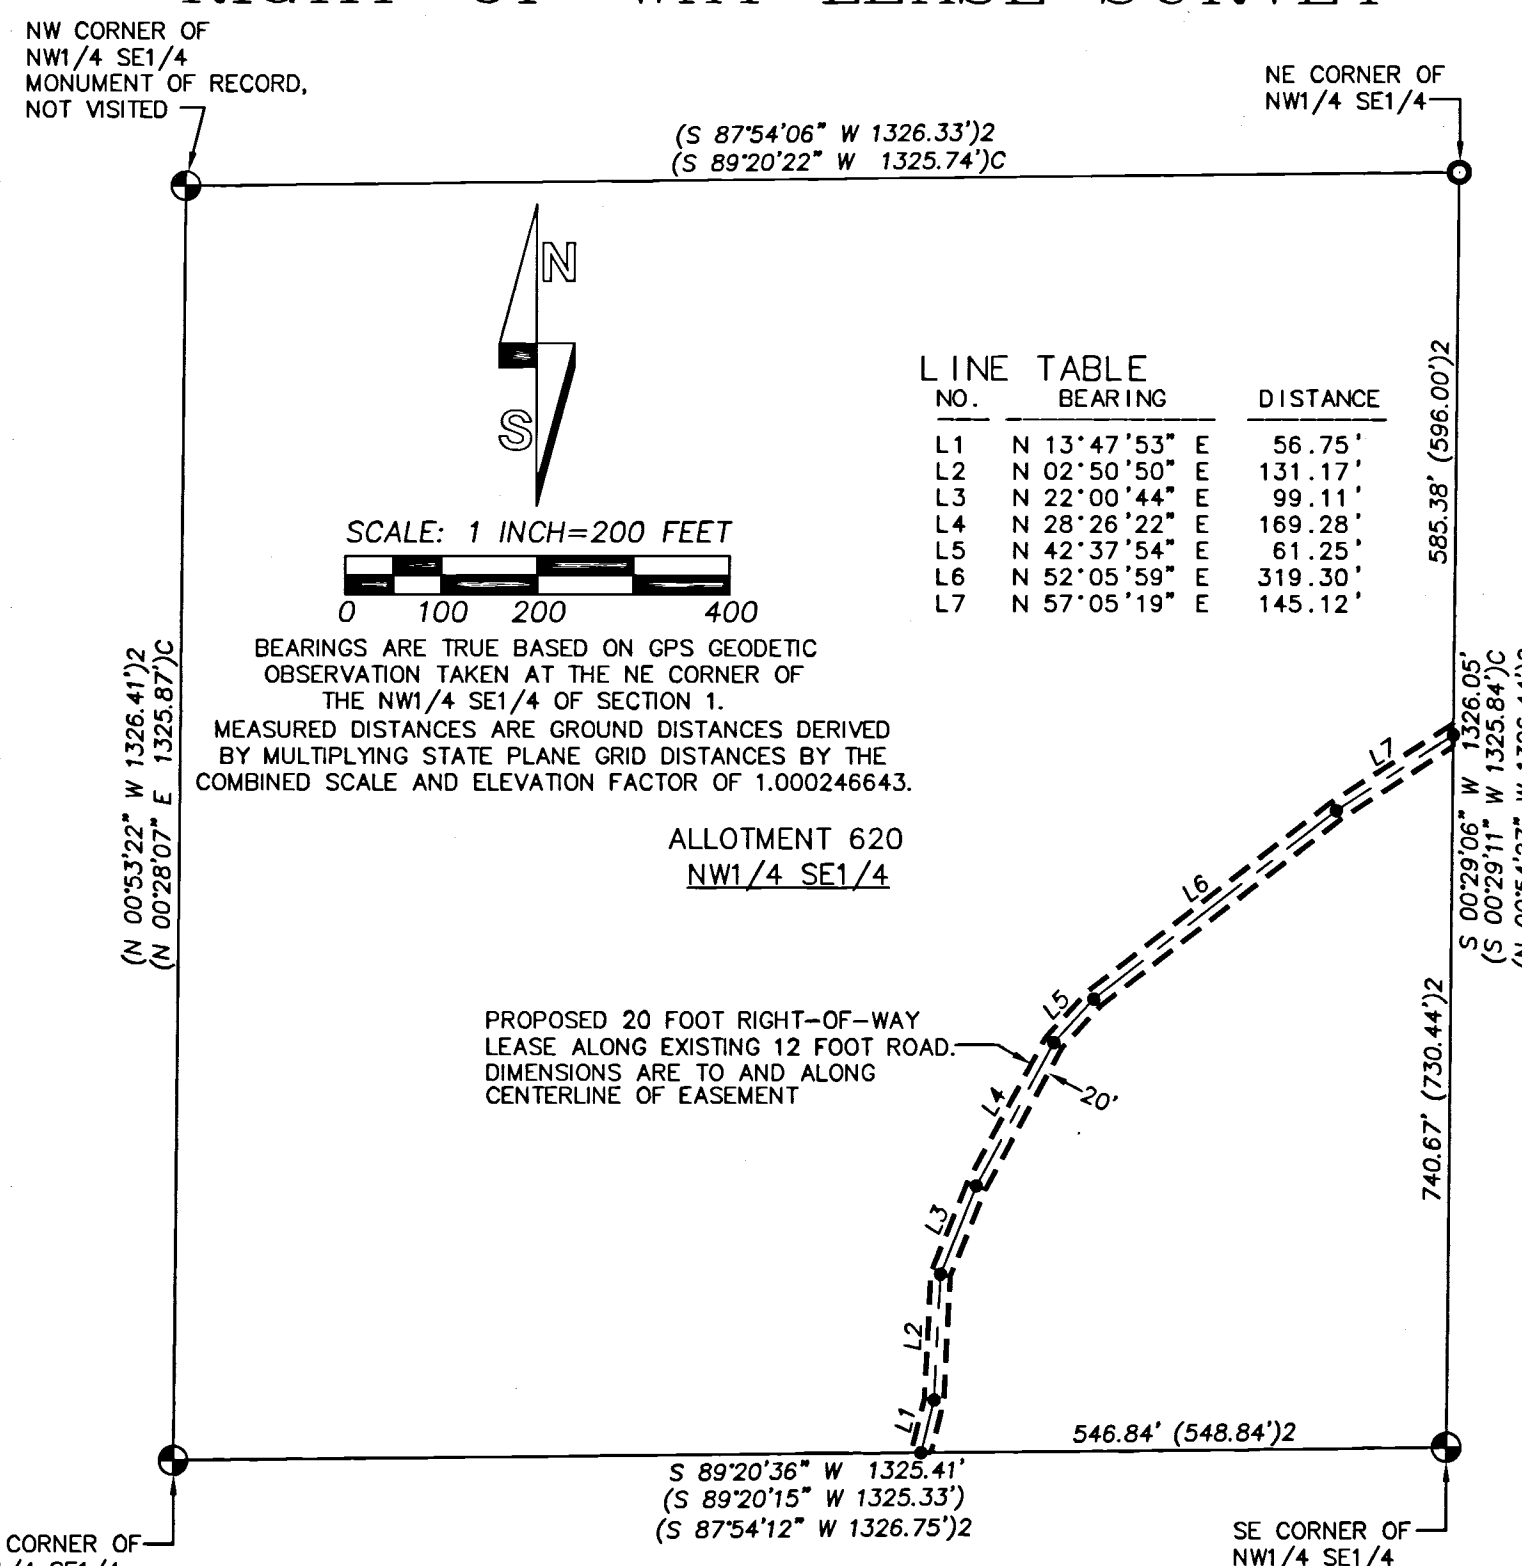 RIGHT-OF-WAY LEASE SURVEY
NW CORNER OF
NW1/4 SE1/4
MONUMENT OF RECORD,
NOT VISITED
NE CORNER OF
NW1/4 SE1/4
(S 87°54'06" W 1326.33')2
(S 89°20'22" W 1325.74')C
N
S
SCALE: 1 INCH=200 FEET
0 100 200 400
BEARINGS ARE TRUE BASED ON GPS GEODETIC
OBSERVATION TAKEN AT THE NE CORNER OF
THE NW1/4 SE1/4 OF SECTION 1.
MEASURED DISTANCES ARE GROUND DISTANCES DERIVED
BY MULTIPLYING STATE PLANE GRID DISTANCES BY THE
COMBINED SCALE AND ELEVATION FACTOR OF 1.000246643.
LINE TABLE
NO. BEARING DISTANCE
L1 N 13°47'53" E 56.75'
L2 N 02°50'50" E 131.17'
L3 N 22°00'44" E 99.11'
L4 N 28°26'22" E 169.28'
L5 N 42°37'54" E 61.25'
L6 N 52°05'59" E 319.30'
L7 N 57°05'19" E 145.12'
585.38' (596.00')2
(N 00°53'22" W 1326.41')2
(N 00°28'07" E 1325.87')C
S 00°29'06" W 1326.05'
(S 00°29'11" W 1325.84')C
ALLOTMENT 620
NW1/4 SE1/4
L7
L6
L5
PROPOSED 20 FOOT RIGHT-OF-WAY
LEASE ALONG EXISTING 12 FOOT ROAD.
DIMENSIONS ARE TO AND ALONG
CENTERLINE OF EASEMENT
20'
L4
L3
L2
L1
740.67' (730.44')2
546.84' (548.84')2
S 89°20'36" W 1325.41'
(S 89°20'15" W 1325.33')
(S 87°54'12" W 1326.75')2
CORNER OF
SE CORNER OF
NW1/4 SE1/4